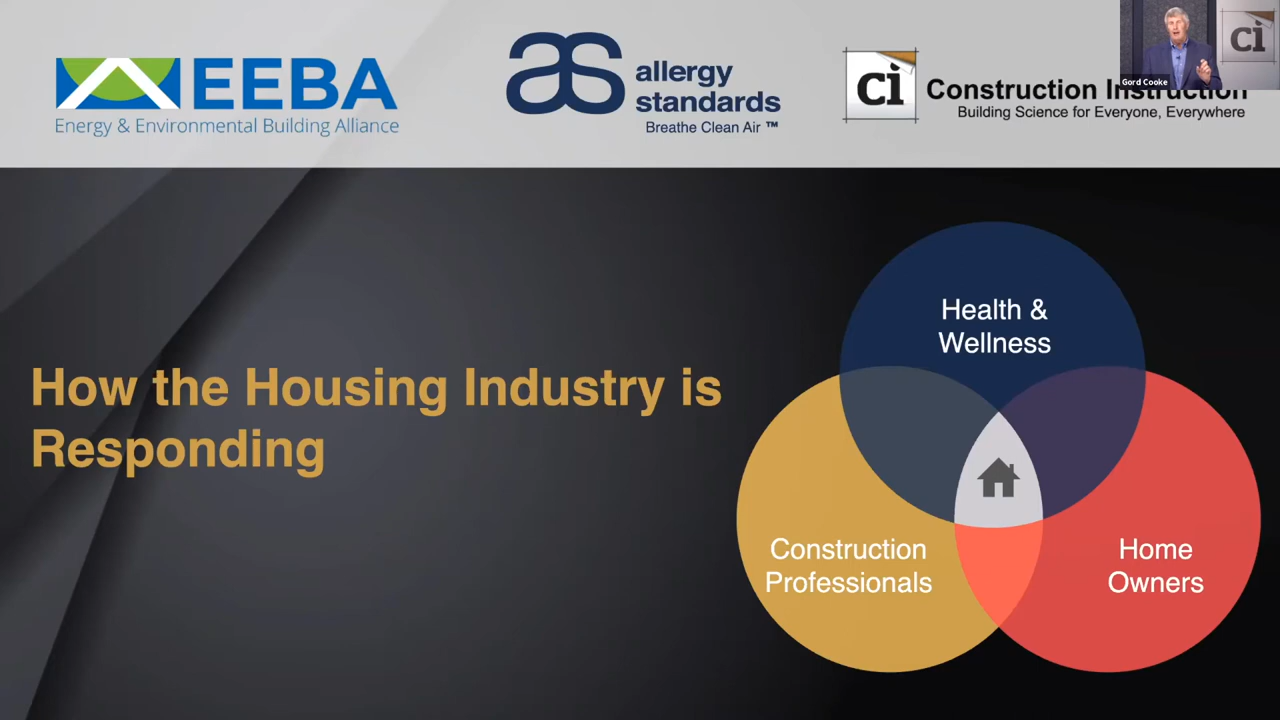 EEBA
Energy & Environmental Building Alliance
as
allergy
standards
Breathe Clean Air ™
ci
Construction Instruction
Building Science for Everyone, Everywhere
ci
Gord Cooke
How the Housing Industry is
Responding
Health &
Wellness
Construction
Professionals
Home
Owners